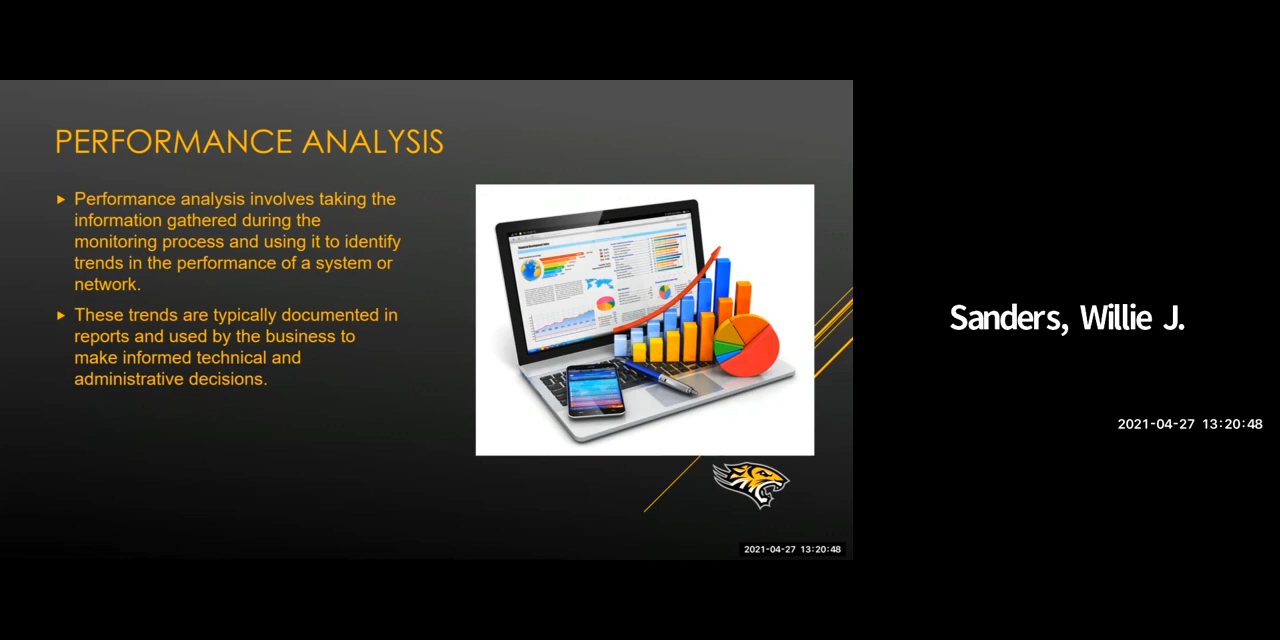 PERFORMANCE ANALYSIS
Performance analysis involves taking the
information gathered during the
monitoring process and using it to identify
trends in the performance of a system or
network.
These trends are typically documented in
reports and used by the business to
make informed technical and
administrative decisions.
2021-04-27 13:20:48
Sanders, Willie J.
2021-04-27 13:20:48